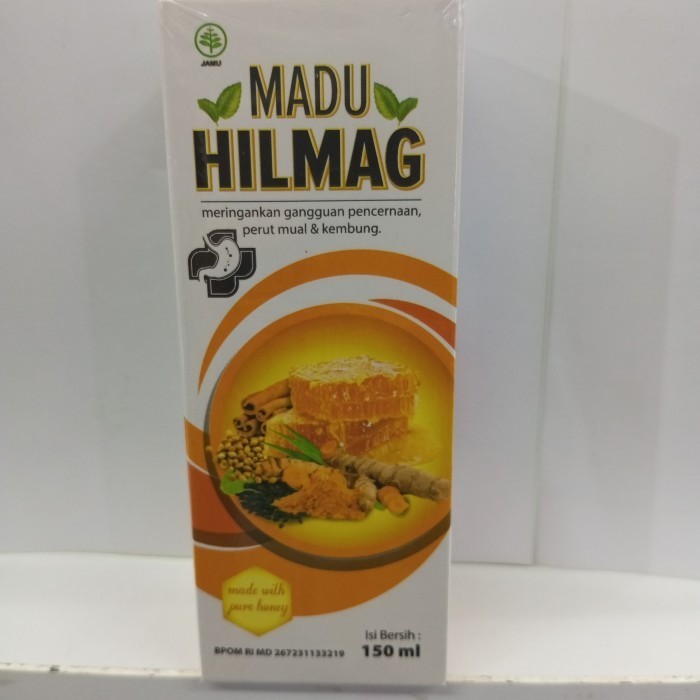 JAMU
MADU
HILMAG
meringankan gangguan pencernaan,
perut mual & kembung.
made with
pure honey
Isi Bersih :
150 ml
BPOM RI MD 267231133219